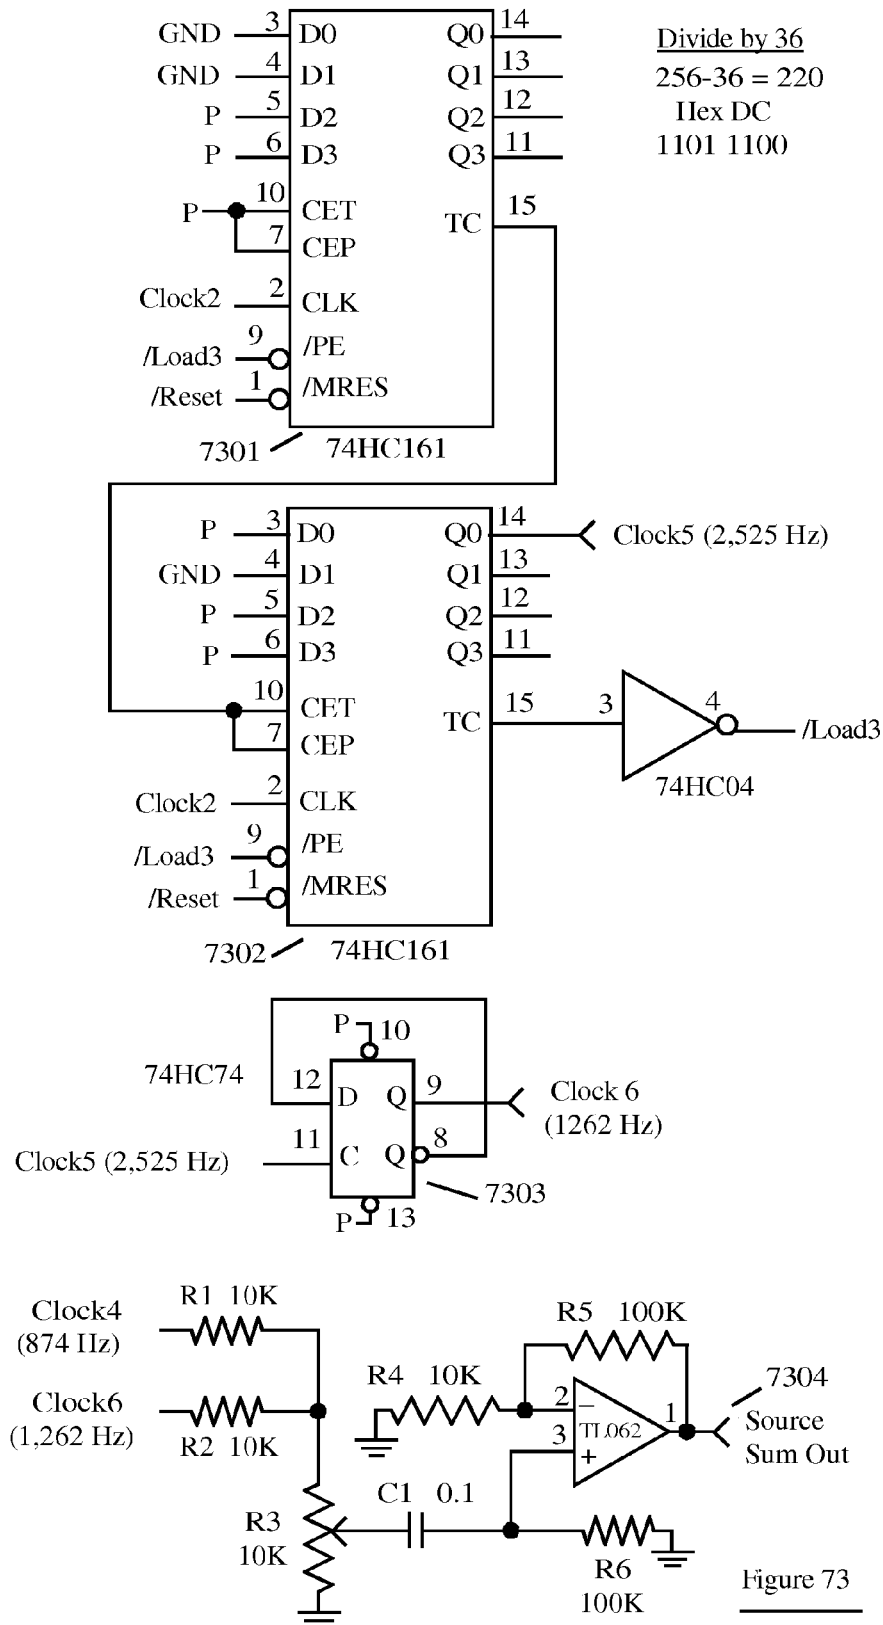 GND 3 D0 Q0 14
GND 4 D1 Q1 13
P 5 D2 Q2 12
P 6 D3 Q3 11
P 10 CET
7 CEP
TC 15
Clock2 2 CLK
/Load3 9 /PE
/Reset 1 /MRES
7301 74HC161
Divide by 36
256-36 = 220
Hex DC
1101 1100
P 3 D0 Q0 14 Clock5 (2,525 Hz)
GND 4 D1 Q1 13
P 5 D2 Q2 12
P 6 D3 Q3 11
10 CET
7 CEP
TC 15 3 4 /Load3
74HC04
Clock2 2 CLK
/Load3 9 /PE
/Reset 1 /MRES
7302 74HC161
P 10
74HC74 12 D Q 9 Clock 6
(1262 Hz)
Clock5 (2,525 Hz) 11 C Q 8
7303
P 13
R1 10K
Clock4
(874 Hz)
Clock6
(1,262 Hz)
R2 10K
R3
10K
C1 0.1
R4 10K
R5 100K
2 −
3 +
TL062
1
7304
Source
Sum Out
R6
100K
Figure 73